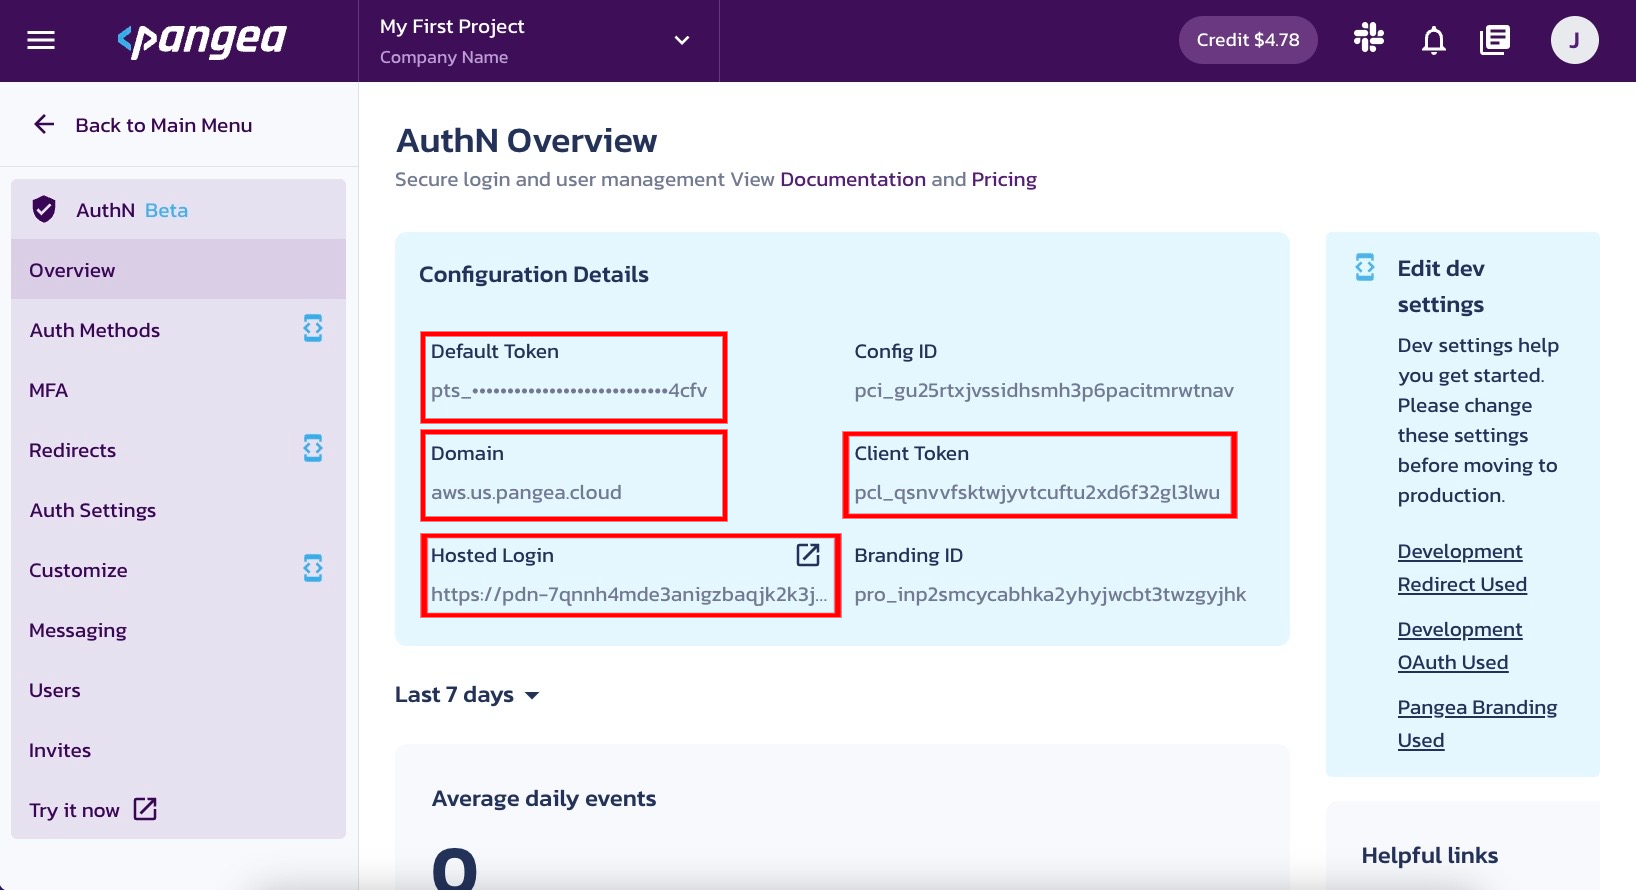 pangea
My First Project
Company Name
Credit $4.78
J
Back to Main Menu
AuthN Beta
Overview
Auth Methods
MFA
Redirects
Auth Settings
Customize
Messaging
Users
Invites
Try it now
AuthN Overview
Secure login and user management View Documentation and Pricing
Configuration Details
Default Token
pts_••••••••••••••••••••••••••••4cfv
Config ID
pci_gu25rtxjvssidhsmh3p6pacitmrwtnav
Domain
aws.us.pangea.cloud
Client Token
pcl_qsnvvfsktwjyvtcuftu2xd6f32gl3lwu
Hosted Login
https://pdn-7qnnh4mde3anigzbaqjk2k3j...
Branding ID
pro_inp2smcycabhka2yhyjwcbt3twzgyjhk
Last 7 days
Average daily events
0
Edit dev
settings
Dev settings help
you get started.
Please change
these settings
before moving to
production.
Development
Redirect Used
Development
OAuth Used
Pangea Branding
Used
Helpful links